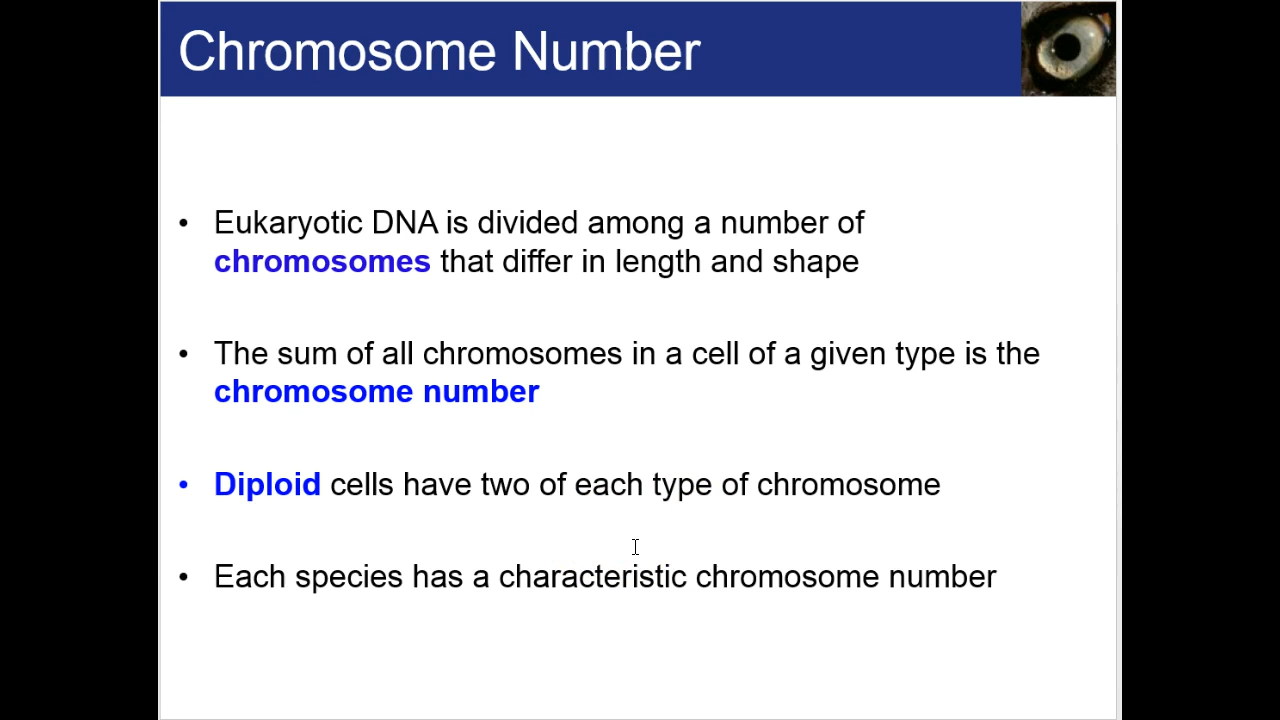 Chromosome Number
• Eukaryotic DNA is divided among a number of
chromosomes that differ in length and shape
• The sum of all chromosomes in a cell of a given type is the
chromosome number
• Diploid cells have two of each type of chromosome
• Each species has a characteristic chromosome number